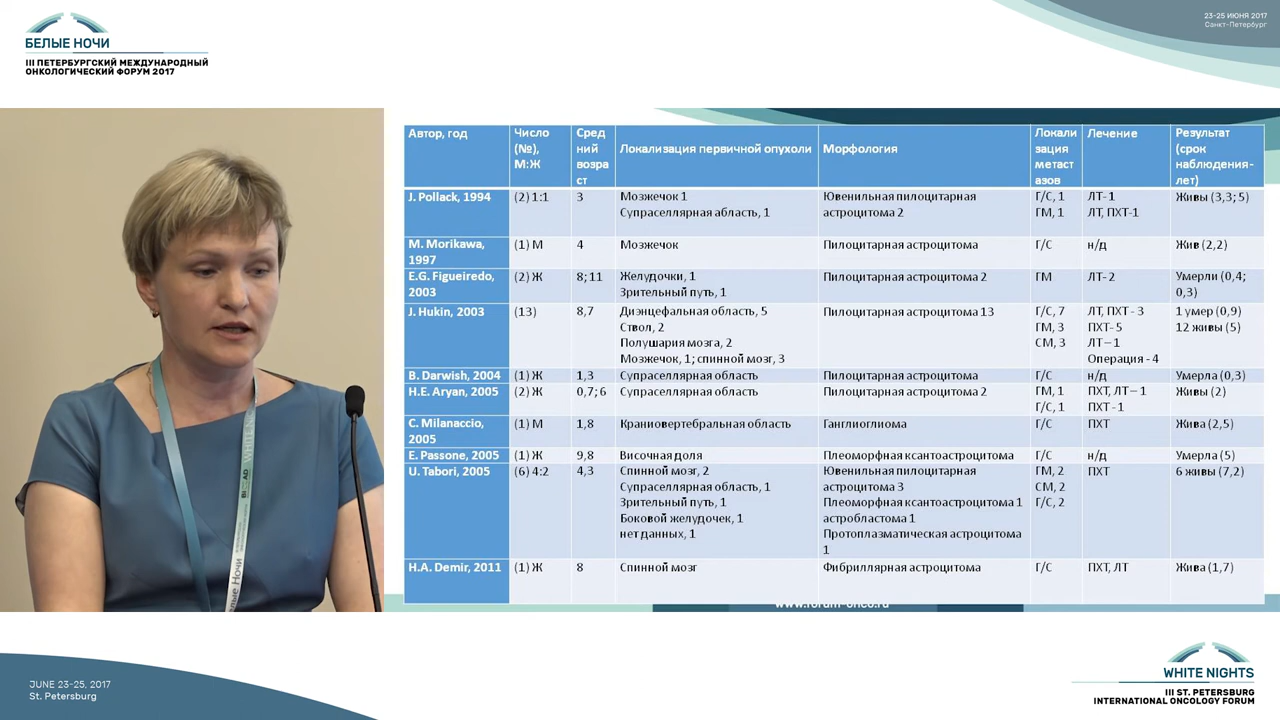 БЕЛЫЕ НОЧИ
III ПЕТЕРБУРГСКИЙ МЕЖДУНАРОДНЫЙ
ОНКОЛОГИЧЕСКИЙ ФОРУМ 2017
23-25 ИЮНЯ 2017
Санкт-Петербург
Автор, год
Число
(№),
М:Ж
Сред
ний
возра
ст
Локализация первичной опухоли
Морфология
Локали
зация
метаст
азов
Лечение
Результат
(срок
наблюдения-
лет)
J. Pollack, 1994
(2) 1:1
3
Мозжечок 1
Супраселлярная абласть, 1
Ювенильная пилоцитарная
астроцитома 2
Г/С, 1
ГМ, 1
ЛТ- 1
ЛТ, ПХТ-1
Живы (3,3; 5)
M. Morikawa,
1997
(1) М
4
Мозжечок
Пилоцитарная астроцитома
Г/С
н/д
Жив (2,2)
E.G. Figueiredo,
2003
(2) Ж
8; 11
Желудочки, 1
Зрительный путь, 1
Пилоцитарная астроцитома 2
ГМ
ЛТ- 2
Умерли (0,4;
0,3)
J. Hukin, 2003
(13)
8,7
Диэнцефальная область, 5
Ствол, 2
Полушария мозга, 2
Мозжечок, 1; спинной мозг, 3
Пилоцитарная астроцитома 13
Г/С, 7
ГМ, 3
СМ, 3
ЛТ, ПХТ - 3
ПХТ- 5
ЛТ – 1
Операция - 4
1 умер (0,9)
12 живы (5)
B. Darwish, 2004
(1) Ж
1,3
Супраселлярная область
Пилоцитарная астроцитома
Г/С
н/д
Умерла (0,3)
H.E. Aryan, 2005
(2) Ж
0,7; 6
Супраселлярная область
Пилоцитарная астроцитома 2
ГМ, 1
Г/С, 1
ПХТ, ЛТ – 1
ПХТ - 1
Живы (2)
C. Milanaccio,
2005
(1) М
1,8
Краниовертебральная область
Ганглиоглиома
Г/С
ПХТ
Жива (2,5)
E. Passone, 2005
(1) Ж
9,8
Височная доля
Плеоморфная ксантоастроцитома
Г/С
н/д
Умерла (5)
U. Tabori, 2005
(6) 4:2
4,3
Спинной мозг, 2
Супраселлярная область, 1
Зрительный путь, 1
Боковой желудочек, 1
нет данных, 1
Ювенильная пилоцитарная
астроцитома 3
Плеоморфная ксантоастроцитома 1
астробластома 1
Протоплазматическая астроцитома
1
ГМ, 2
СМ, 2
Г/С, 2
ПХТ
6 живы (7,2)
H.A. Demir, 2011
(1) Ж
8
Спинной мозг
Фибриллярная астроцитома
Г/С
ПХТ, ЛТ
Жива (1,7)
www.forum-onco.ru
JUNE 23-25, 2017
St. Petersburg
WHITE NIGHTS
III ST. PETERSBURG
INTERNATIONAL ONCOLOGY FORUM